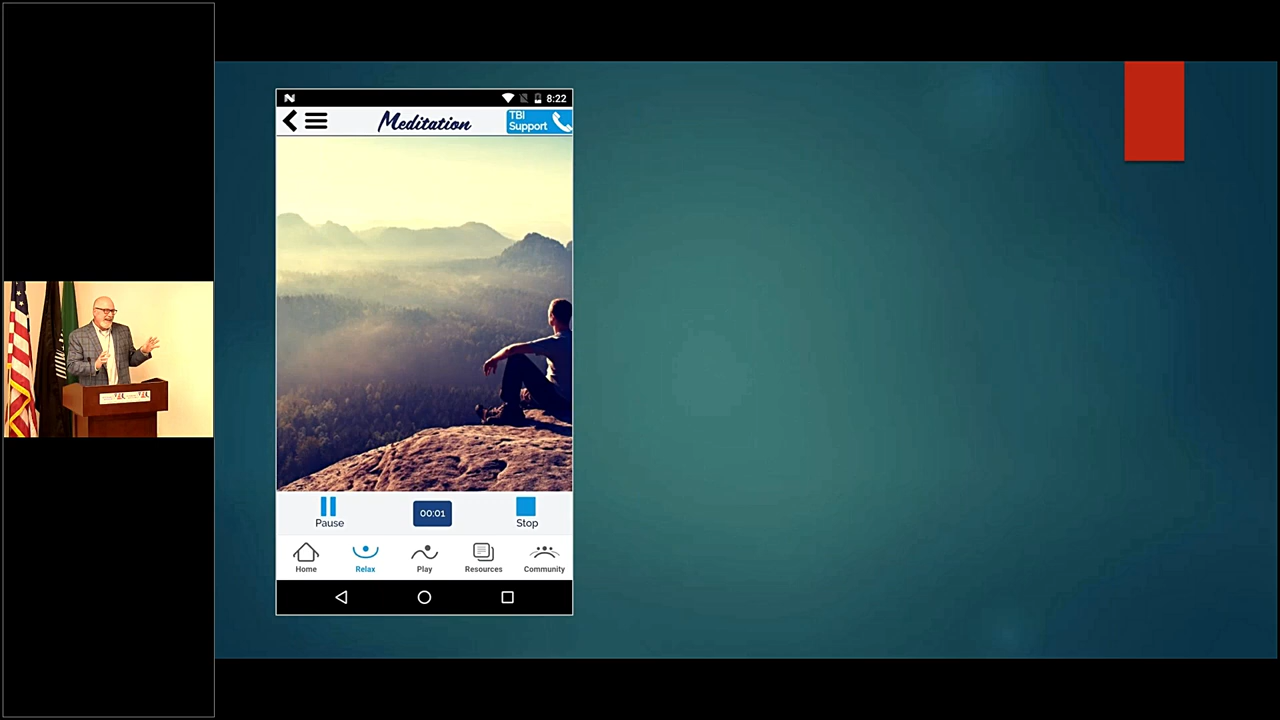 8:22
Meditation
TBI
Support
Pause
00:01
Stop
Home
Relax
Play
Resources
Community